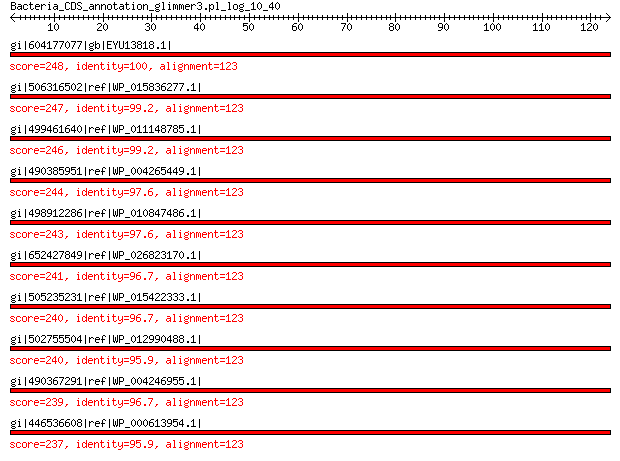 Bacteria_CDS_annotation_glimmer3.pl_log_10_40
10 20 30 40 50 60 70 80 90 100 110 120
gi|604177077|gb|EYU13818.1|
score=248, identity=100, alignment=123
gi|506316502|ref|WP_015836277.1|
score=247, identity=99.2, alignment=123
gi|499461640|ref|WP_011148785.1|
score=246, identity=99.2, alignment=123
gi|490385951|ref|WP_004265449.1|
score=244, identity=97.6, alignment=123
gi|498912286|ref|WP_010847486.1|
score=243, identity=97.6, alignment=123
gi|652427849|ref|WP_026823170.1|
score=241, identity=96.7, alignment=123
gi|505235231|ref|WP_015422333.1|
score=240, identity=96.7, alignment=123
gi|502755504|ref|WP_012990488.1|
score=240, identity=95.9, alignment=123
gi|490367291|ref|WP_004246955.1|
score=239, identity=96.7, alignment=123
gi|446536608|ref|WP_000613954.1|
score=237, identity=95.9, alignment=123